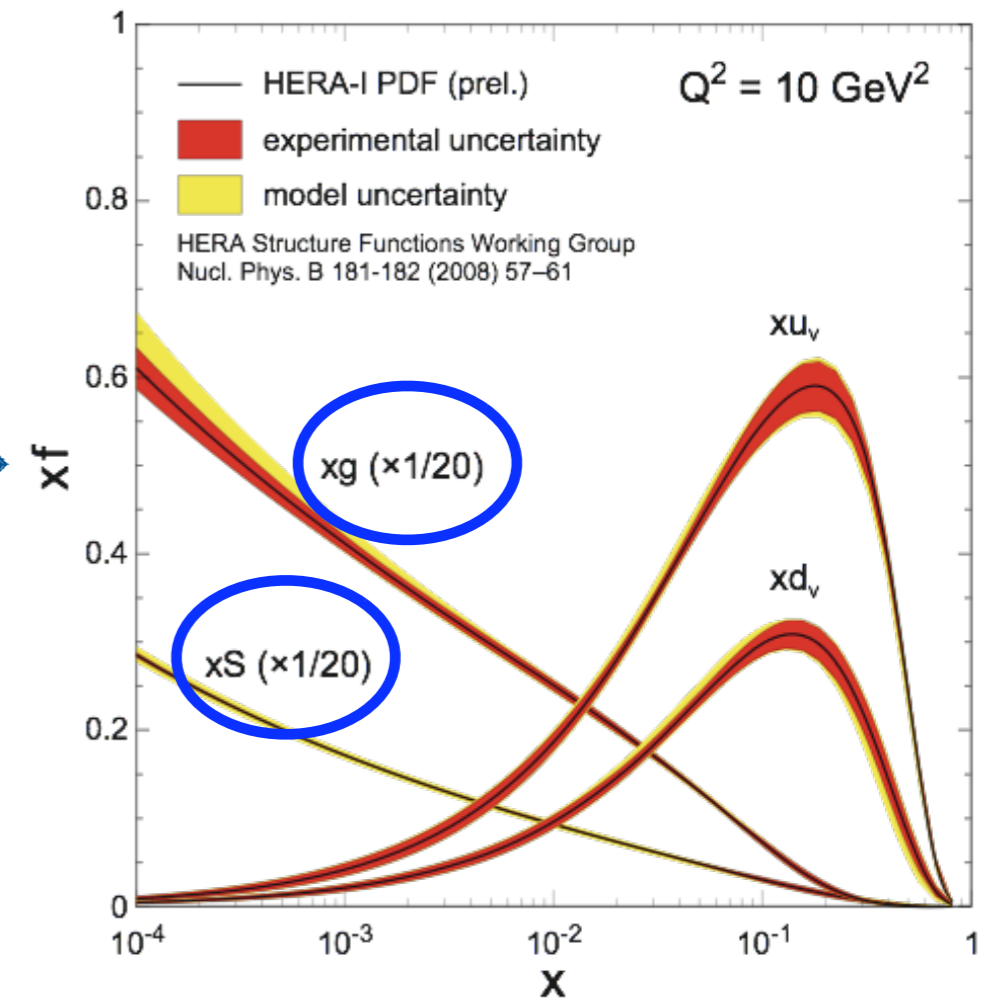 1
HERA-I PDF (prel.)
Q² = 10 GeV²
experimental uncertainty
model uncertainty
HERA Structure Functions Working Group
Nucl. Phys. B 181-182 (2008) 57–61
0.8
xuᵥ
0.6
xg (×1/20)
xf
0.4
xdᵥ
xS (×1/20)
0.2
0
10⁻⁴ 10⁻³ 10⁻² 10⁻¹ 1
x